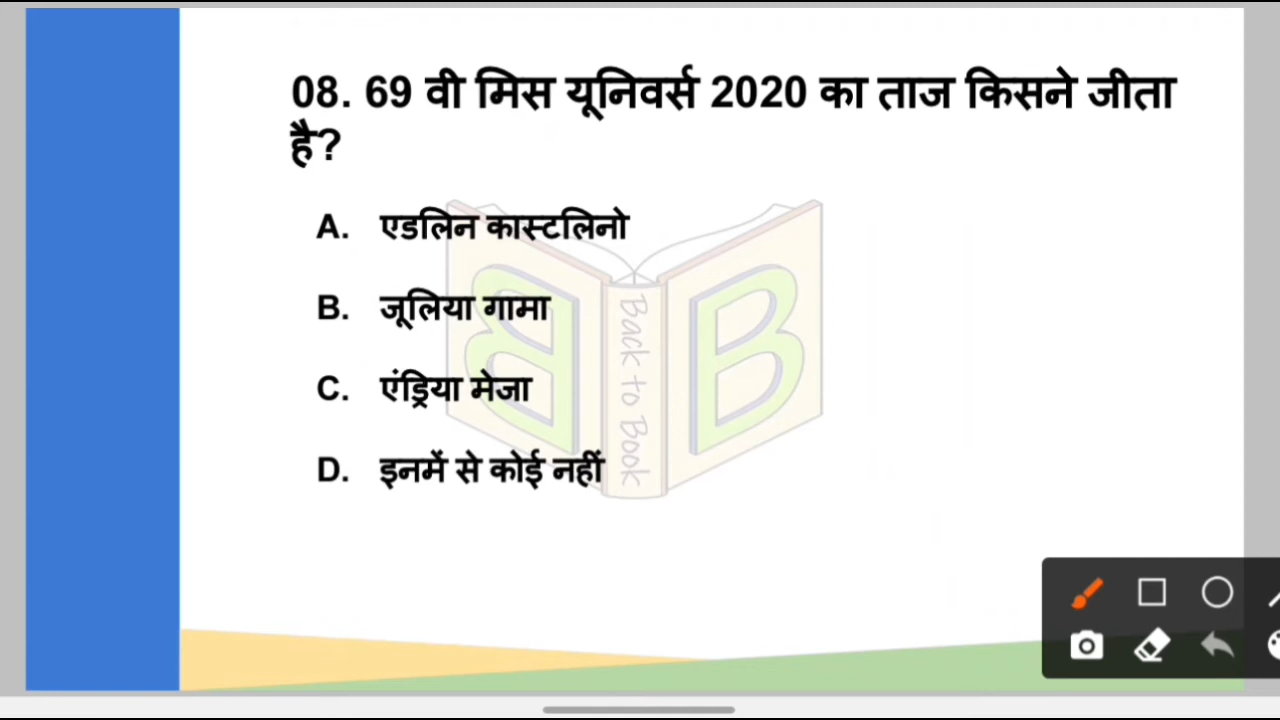 08. 69 वी मिस यूनिवर्स 2020 का ताज किसने जीता
है?
A. एडलिन कास्टलिनो
B. जूलिया गामा
C. एंड्रिया मेजा
D. इनमें से कोई नहीं
B B
Back to Book